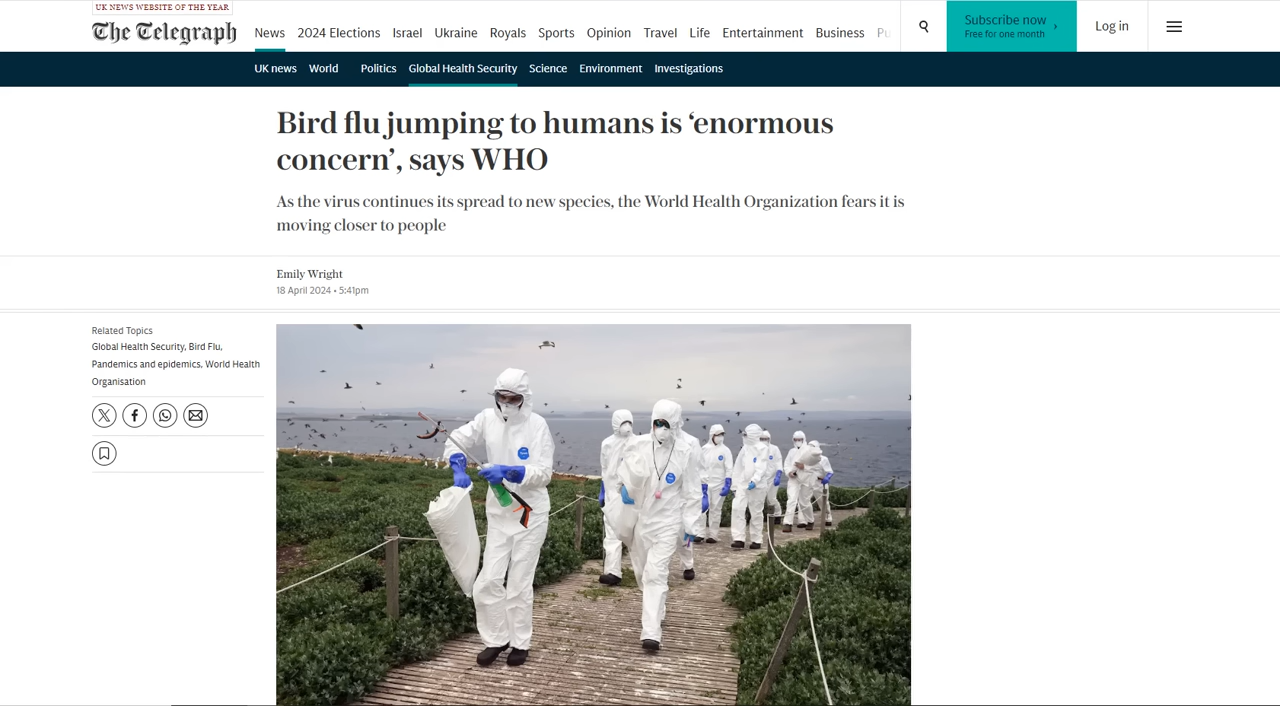 UK NEWS WEBSITE OF THE YEAR
The Telegraph
News 2024 Elections Israel Ukraine Royals Sports Opinion Travel Life Entertainment Business Pu
Subscribe now
Free for one month
Log in
UK news World Politics Global Health Security Science Environment Investigations
Bird flu jumping to humans is ‘enormous
concern’, says WHO
As the virus continues its spread to new species, the World Health Organization fears it is
moving closer to people
Emily Wright
18 April 2024 • 5:41pm
Related Topics
Global Health Security, Bird Flu,
Pandemics and epidemics, World Health
Organisation